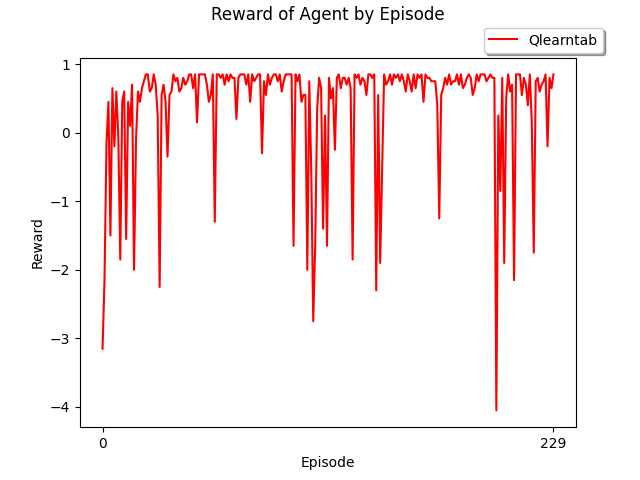 Reward of Agent by Episode
Qlearntab
1
0
−1
−2
−3
−4
Reward
0
229
Episode